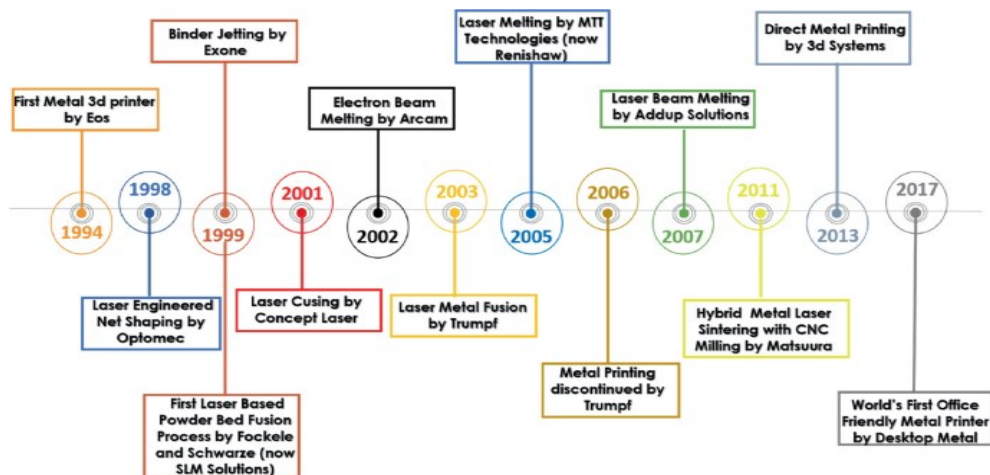 Binder Jetting by
Exone
Laser Melting by MTT
Technologies (now
Renishaw)
Direct Metal Printing
by 3d Systems
First Metal 3d printer
by Eos
Electron Beam
Melting by Arcam
Laser Beam Melting
by Addup Solutions
1994
1998
1999
2001
2002
2003
2005
2006
2007
2011
2013
2017
Laser Engineered
Net Shaping by
Optomec
Laser Cusing by
Concept Laser
Laser Metal Fusion
by Trumpf
Hybrid Metal Laser
Sintering with CNC
Milling by Matsuura
First Laser Based
Powder Bed Fusion
Process by Fockele
and Schwarze (now
SLM Solutions)
Metal Printing
discontinued by
Trumpf
World's First Office
Friendly Metal Printer
by Desktop Metal